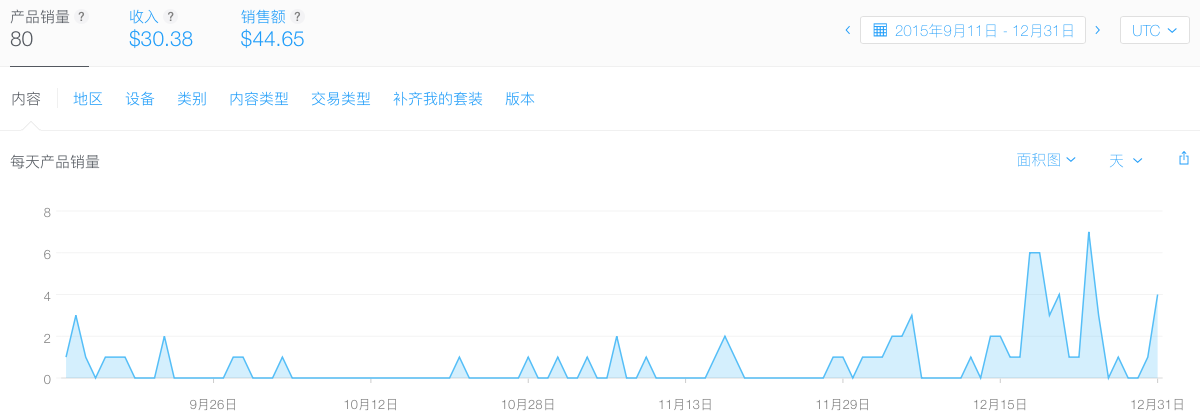 产品销量 ? 收入 ? 销售额 ?
80 $30.38 $44.65
2015年9月11日 - 12月31日 UTC
内容 地区 设备 类别 内容类型 交易类型 补齐我的套装 版本
每天产品销量 面积图 天
8
6
4
2
0
9月26日 10月12日 10月28日 11月13日 11月29日 12月15日 12月31日